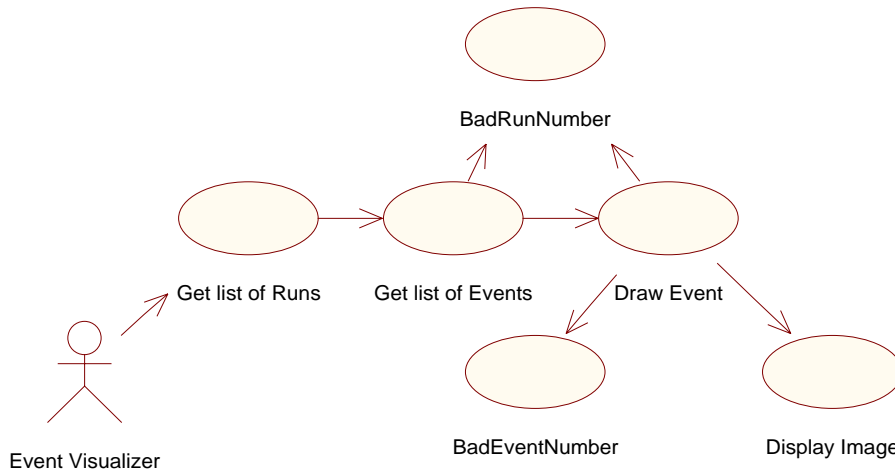 BadRunNumber
Get list of Runs
Get list of Events
Draw Event
Event Visualizer
BadEventNumber
Display Image